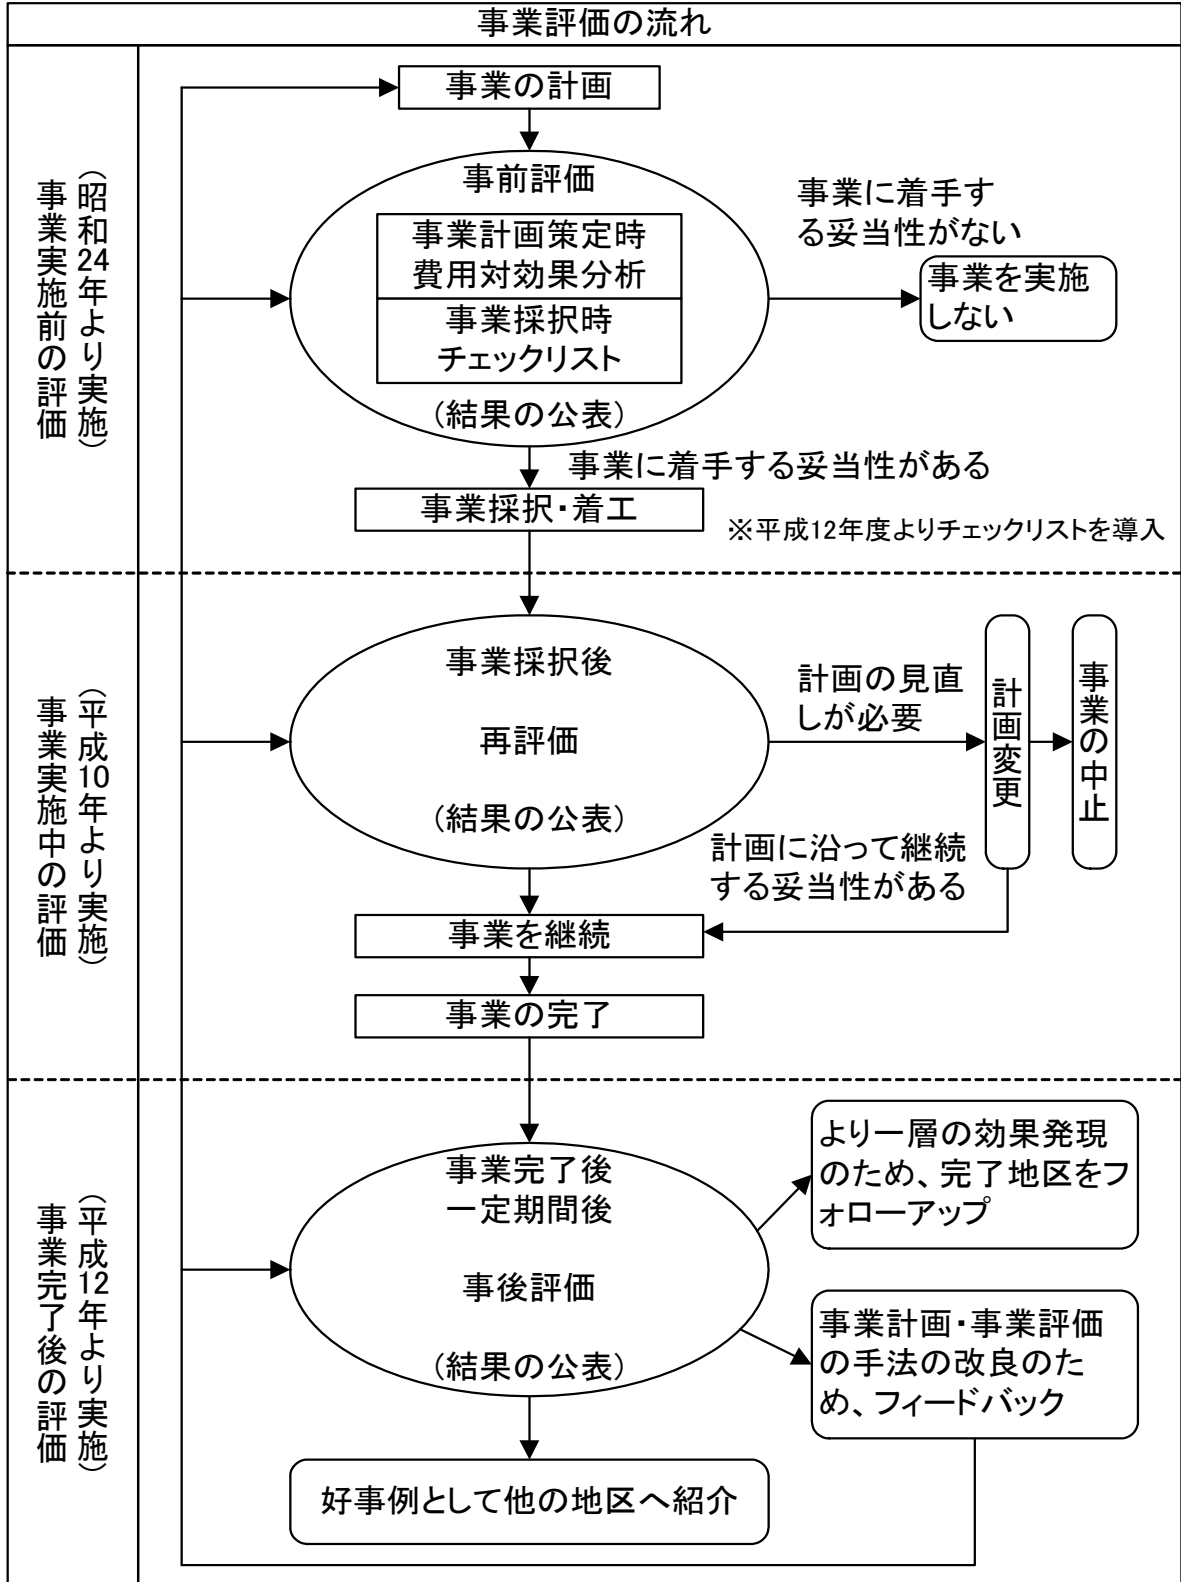 事業評価の流れ
事業実施前の評価
(昭和24年より実施)
事業の計画
事前評価
事業計画策定時
費用対効果分析
事業採択時
チェックリスト
(結果の公表)
事業に着手す
る妥当性がない
事業を実施
しない
事業に着手する妥当性がある
事業採択・着工
※平成12年度よりチェックリストを導入
事業実施中の評価
(平成10年より実施)
事業採択後
再評価
(結果の公表)
計画の見直
しが必要
計画変更
事業の中止
計画に沿って継続
する妥当性がある
事業を継続
事業の完了
事業完了後の評価
(平成12年より実施)
事業完了後
一定期間後
事後評価
(結果の公表)
より一層の効果発現
のため、完了地区をフ
ォローアップ
事業計画・事業評価
の手法の改良のた
め、フィードバック
好事例として他の地区へ紹介